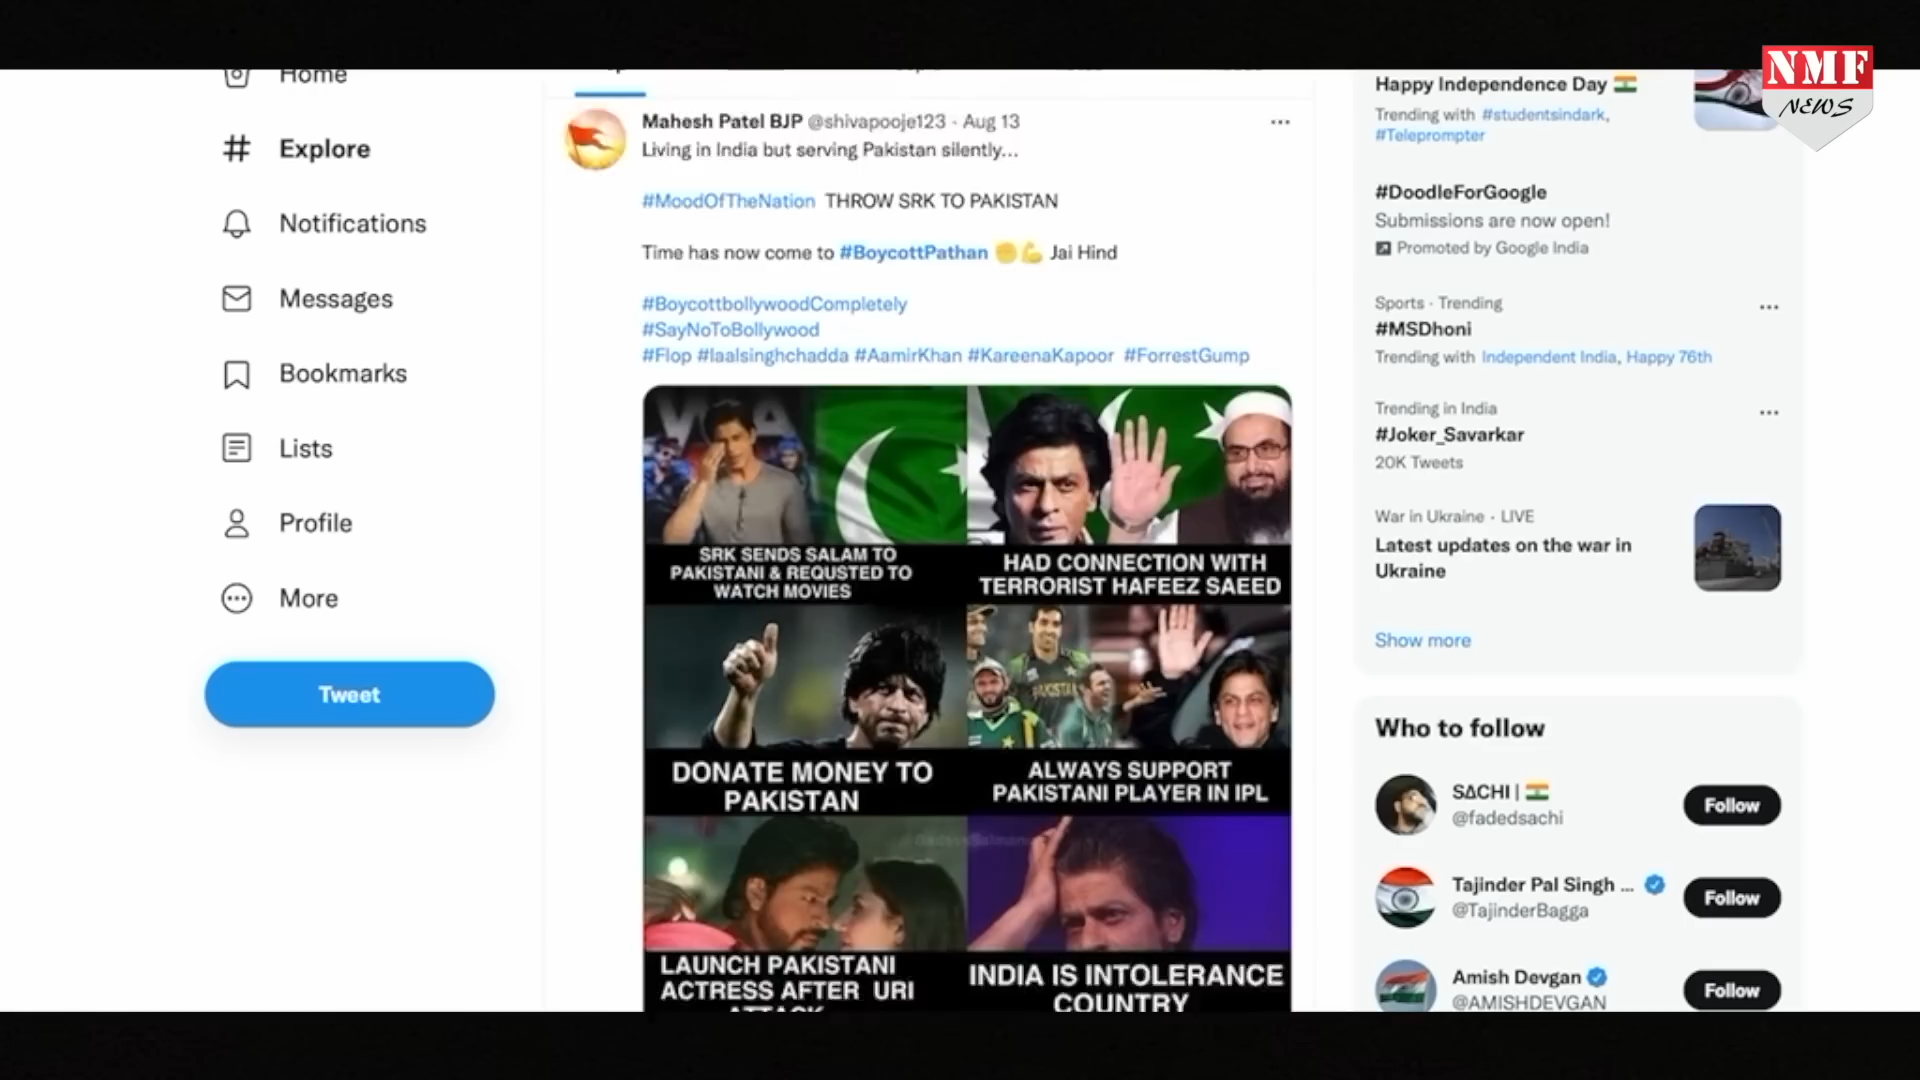 NMF
NEWS
Home
Explore
Notifications
Messages
Bookmarks
Lists
Profile
More
Tweet
Mahesh Patel BJP @shivapooje123 · Aug 13
Living in India but serving Pakistan silently...
#MoodOfTheNation THROW SRK TO PAKISTAN
Time has now come to #BoycottPathan ✊💪 Jai Hind
#BoycottbollywoodCompletely
#SayNoToBollywood
#Flop #laalsinghchadda #AamirKhan #KareenaKapoor #ForrestGump
SRK SENDS SALAM TO
PAKISTANI & REQUSTED TO
WATCH MOVIES
HAD CONNECTION WITH
TERRORIST HAFEEZ SAEED
PAKISTAN
DONATE MONEY TO
PAKISTAN
ALWAYS SUPPORT
PAKISTANI PLAYER IN IPL
LAUNCH PAKISTANI
ACTRESS AFTER URI
ATTACK
INDIA IS INTOLERANCE
COUNTRY
Happy Independence Day 🇮🇳
Trending with #studentsindark,
#Teleprompter
#DoodleForGoogle
Submissions are now open!
Promoted by Google India
Sports · Trending
#MSDhoni
Trending with Independent India, Happy 76th
Trending in India
#Joker_Savarkar
20K Tweets
War in Ukraine · LIVE
Latest updates on the war in
Ukraine
Show more
Who to follow
SΔCHI | 🇮🇳
@fadedsachi
Follow
Tajinder Pal Singh ...
@TajinderBagga
Follow
Amish Devgan
@AMISHDEVGAN
Follow